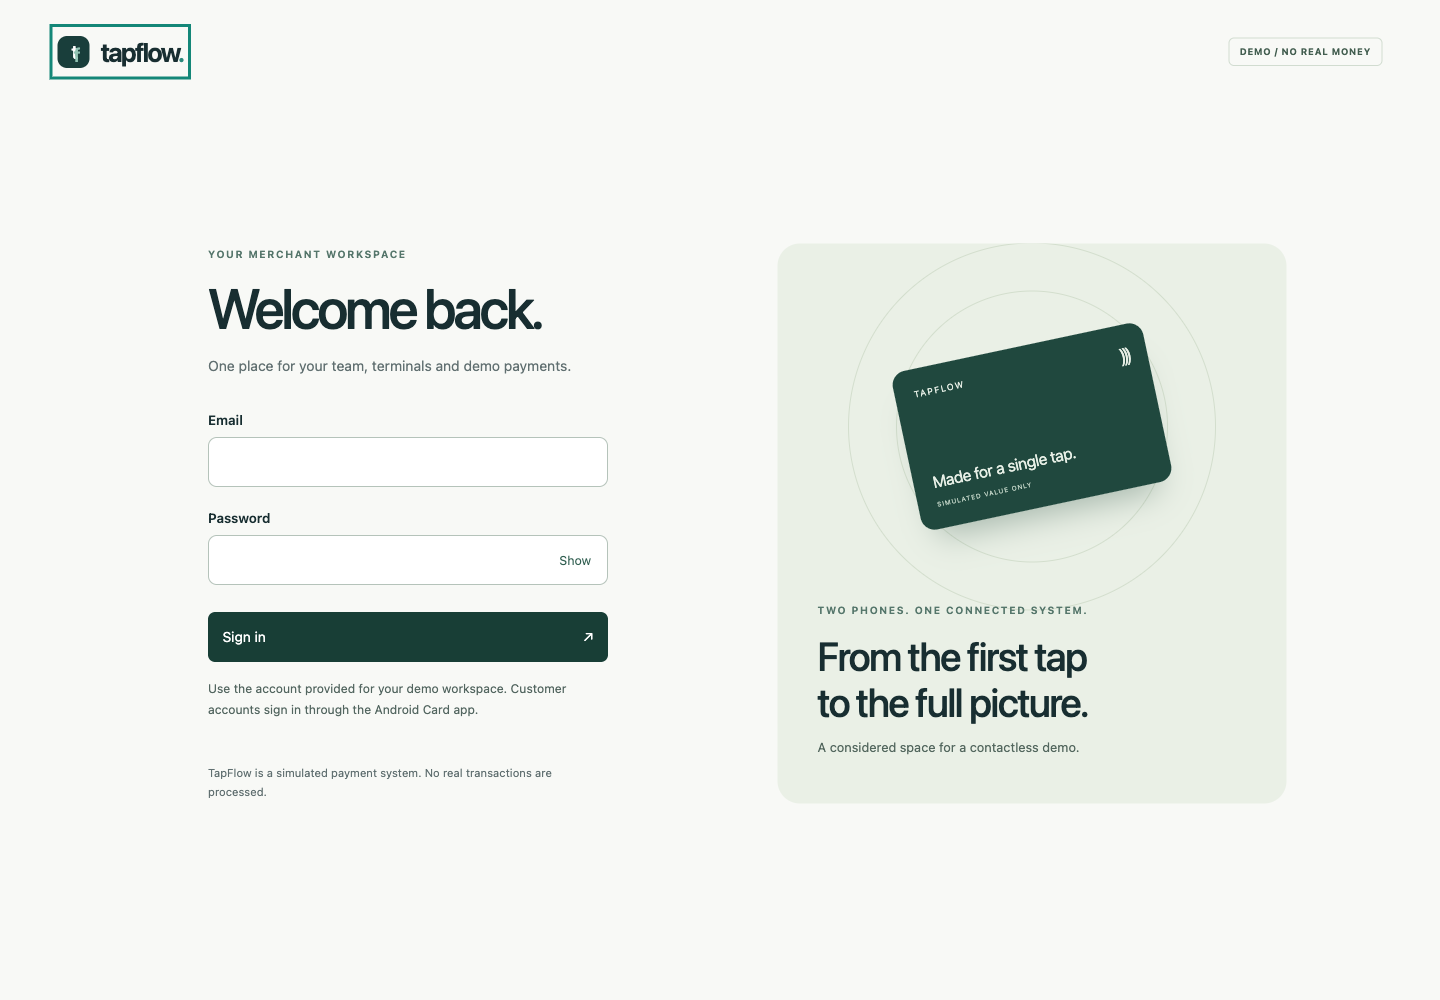 tapflow.
DEMO / NO REAL MONEY
YOUR MERCHANT WORKSPACE
Welcome back.
One place for your team, terminals and demo payments.
Email
Password
Show
Sign in
Use the account provided for your demo workspace. Customer
accounts sign in through the Android Card app.
TapFlow is a simulated payment system. No real transactions are
processed.
TAPFLOW
Made for a single tap.
SIMULATED VALUE ONLY
TWO PHONES. ONE CONNECTED SYSTEM.
From the first tap
to the full picture.
A considered space for a contactless demo.